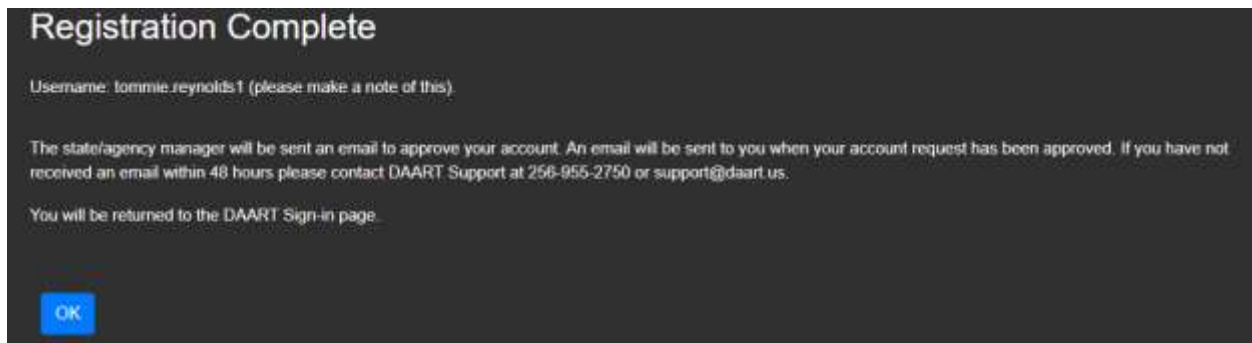 Registration Complete
Username: tommie.reynolds1 (please make a note of this).
The state/agency manager will be sent an email to approve your account. An email will be sent to you when your account request has been approved. If you have not
received an email within 48 hours please contact DAART Support at 256-955-2750 or support@daart.us.
You will be returned to the DAART Sign-in page.
OK